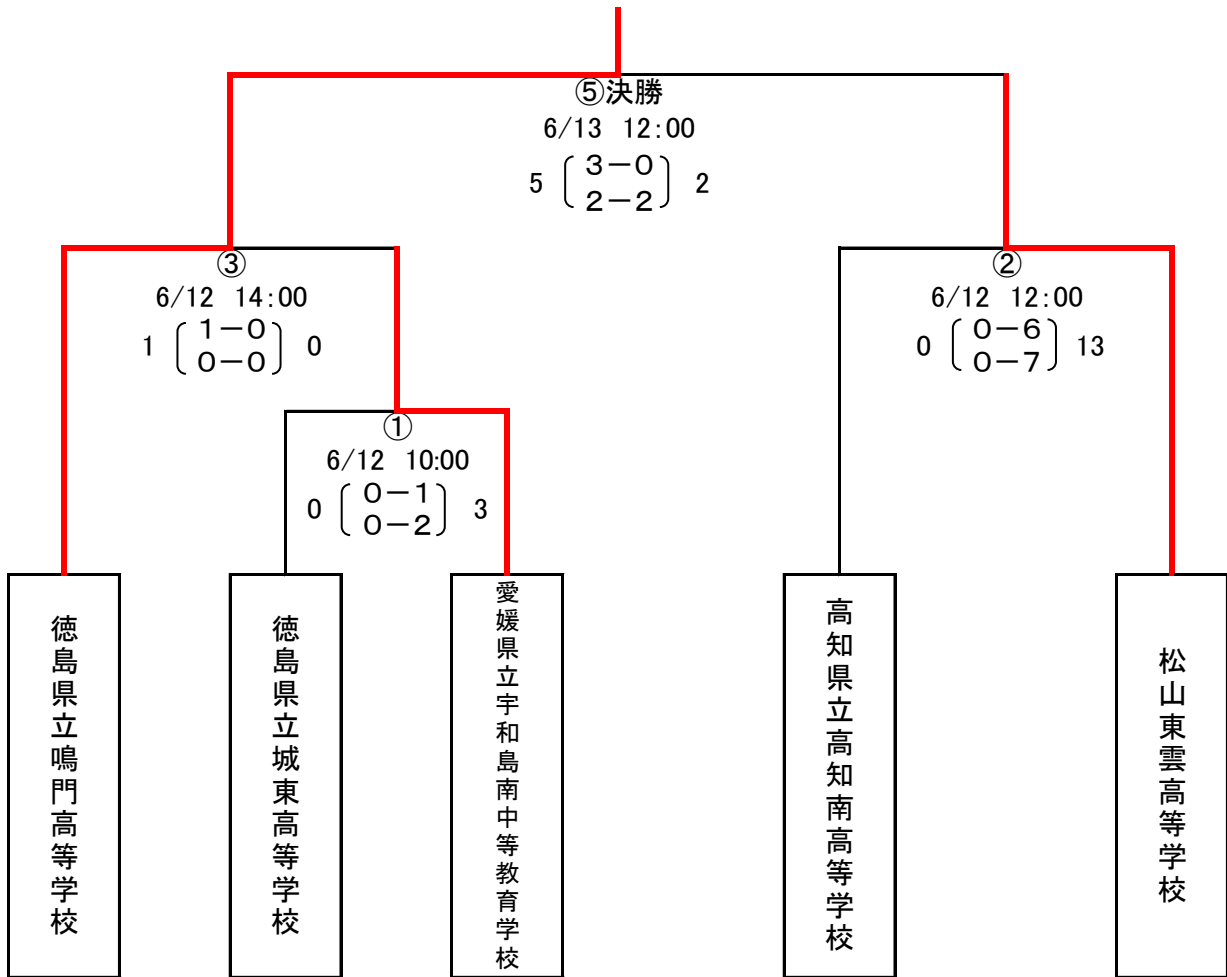 ⑤決勝
6/13 12:00
5 3－0 2
2－2
③
6/12 14:00
1 1－0 0
0－0
②
6/12 12:00
0 0－6 13
0－7
①
6/12 10:00
0 0－1 3
0－2
徳島県立鳴門高等学校
徳島県立城東高等学校
愛媛県立宇和島南中等教育学校
高知県立高知南高等学校
松山東雲高等学校